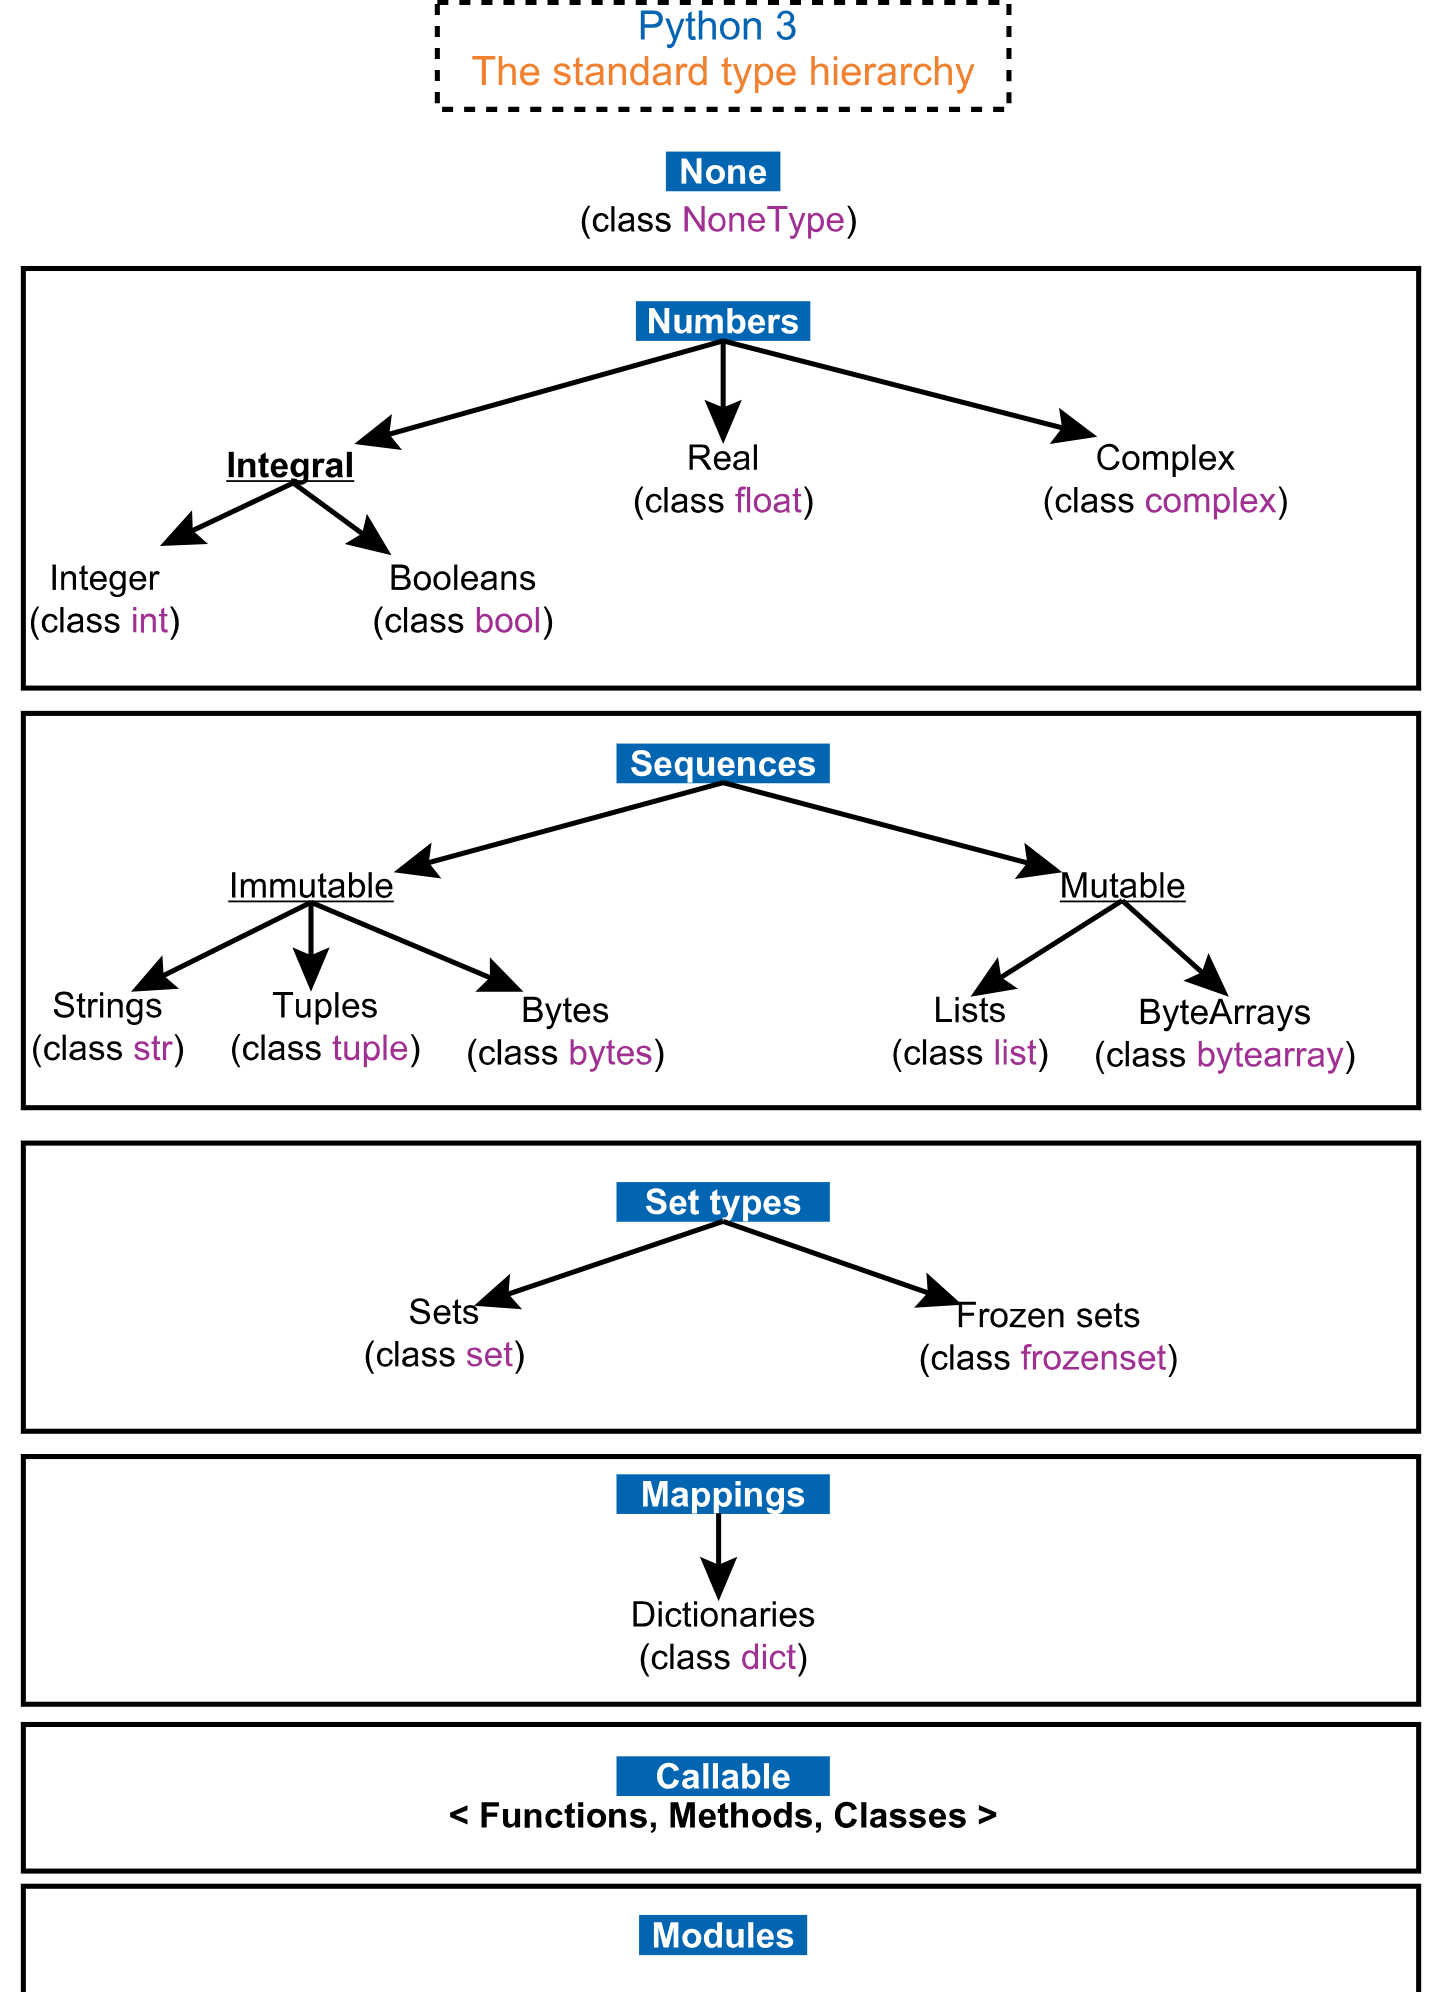 Python 3
The standard type hierarchy
None
(class NoneType)
Numbers
Integral
Real
(class float)
Complex
(class complex)
Integer
(class int)
Booleans
(class bool)
Sequences
Immutable
Mutable
Strings
(class str)
Tuples
(class tuple)
Bytes
(class bytes)
Lists
(class list)
ByteArrays
(class bytearray)
Set types
Sets
(class set)
Frozen sets
(class frozenset)
Mappings
Dictionaries
(class dict)
Callable
< Functions, Methods, Classes >
Modules